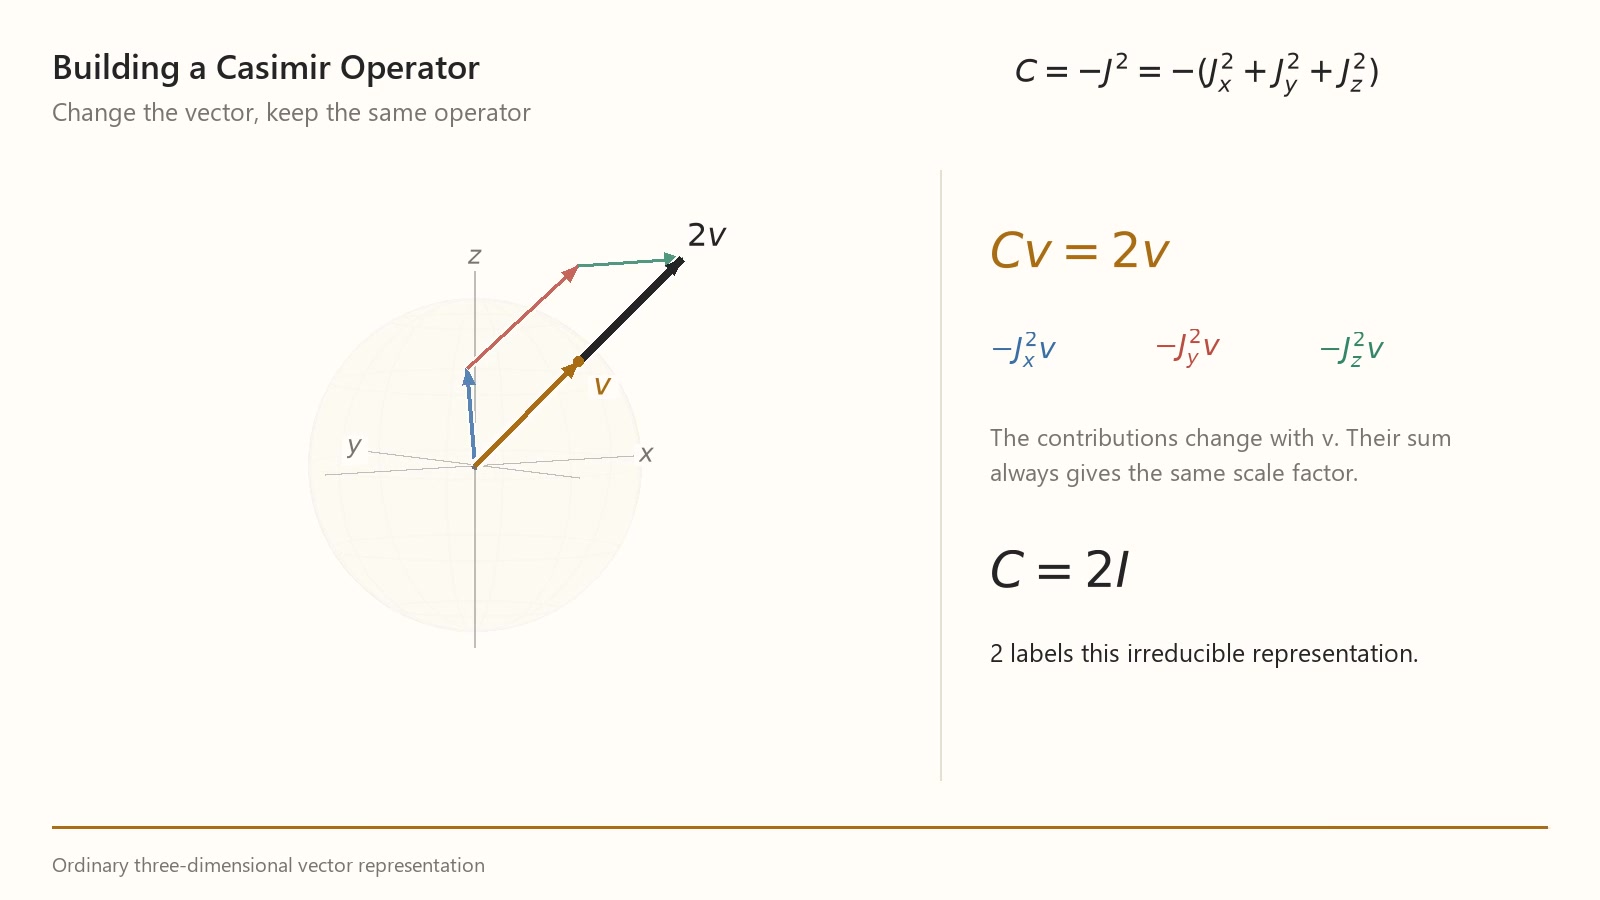 Building a Casimir Operator
Change the vector, keep the same operator
C = −J² = −(J_x² + J_y² + J_z²)
2v
z
v
y
x
Cv = 2v
−J_x²v −J_y²v −J_z²v
The contributions change with v. Their sum
always gives the same scale factor.
C = 2I
2 labels this irreducible representation.
Ordinary three-dimensional vector representation